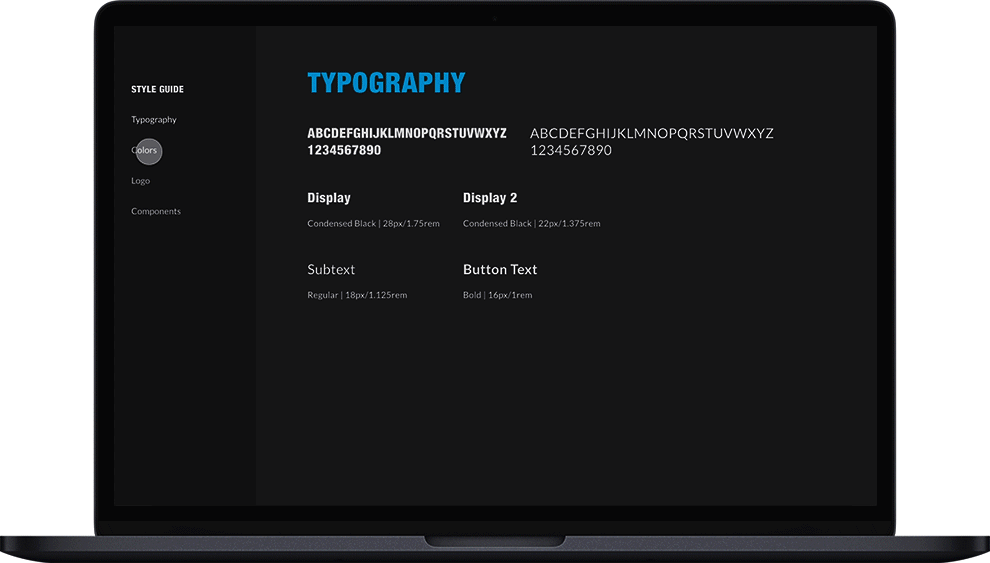 STYLE GUIDE
Typography
Colors
Logo
Components
TYPOGRAPHY
ABCDEFGHIJKLMNOPQRSTUVWXYZ
1234567890
ABCDEFGHIJKLMNOPQRSTUVWXYZ
1234567890
Display
Condensed Black | 28px/1.75rem
Display 2
Condensed Black | 22px/1.375rem
Subtext
Regular | 18px/1.125rem
Button Text
Bold | 16px/1rem